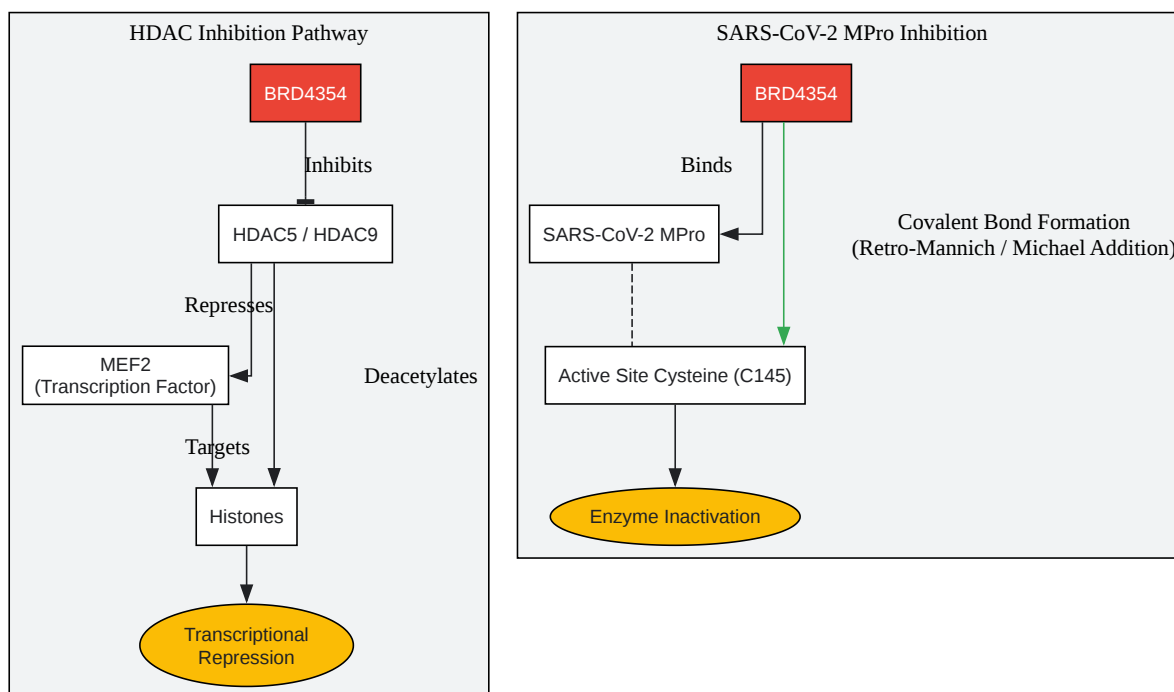 HDAC Inhibition Pathway
BRD4354
Inhibits
HDAC5 / HDAC9
Represses
MEF2
(Transcription Factor)
Deacetylates
Targets
Histones
Transcriptional
Repression
SARS-CoV-2 MPro Inhibition
BRD4354
Binds
SARS-CoV-2 MPro
Covalent Bond Formation
(Retro-Mannich / Michael Addition)
Active Site Cysteine (C145)
Enzyme Inactivation